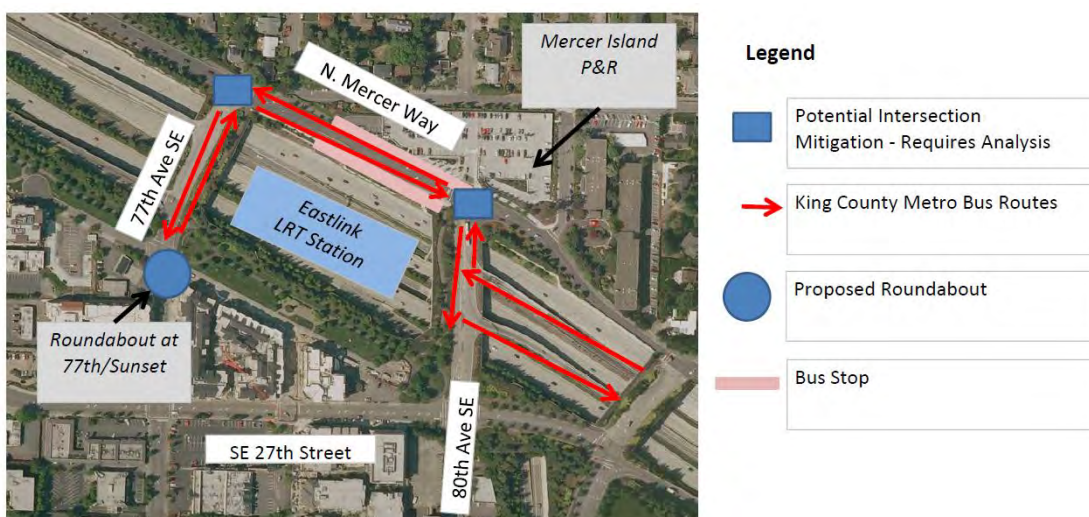 Mercer Island
P&R
N. Mercer Way
77th Ave SE
Eastlink
LRT Station
Roundabout at
77th/Sunset
SE 27th Street
80th Ave SE
Legend
Potential Intersection
Mitigation - Requires Analysis
King County Metro Bus Routes
Proposed Roundabout
Bus Stop